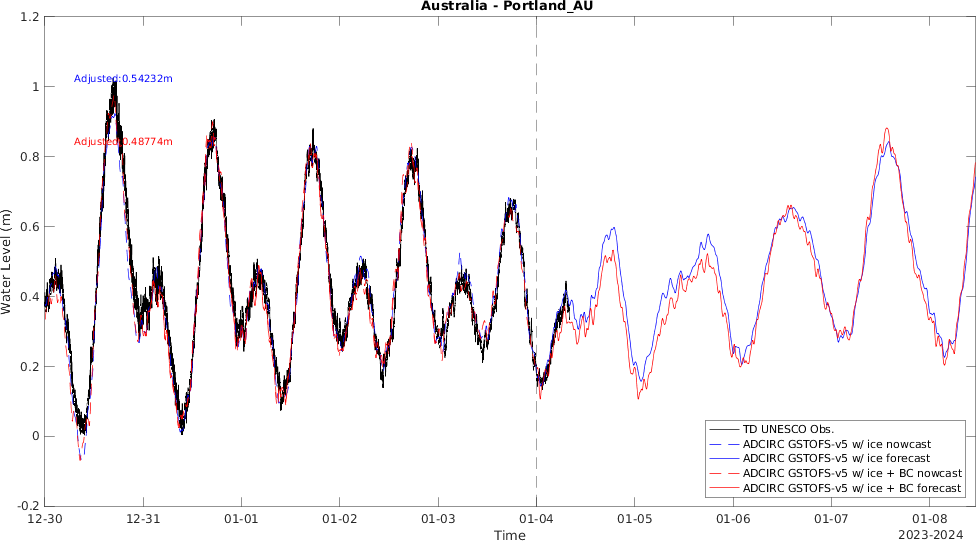 Australia - Portland_AU
1.2
1
0.8
0.6
0.4
0.2
0
-0.2
Water Level (m)
Adjusted:0.54232m
Adjusted:0.48774m
TD UNESCO Obs.
ADCIRC GSTOFS-v5 w/ ice nowcast
ADCIRC GSTOFS-v5 w/ ice forecast
ADCIRC GSTOFS-v5 w/ ice + BC nowcast
ADCIRC GSTOFS-v5 w/ ice + BC forecast
12-30 12-31 01-01 01-02 01-03 01-04 01-05 01-06 01-07 01-08
Time
2023-2024